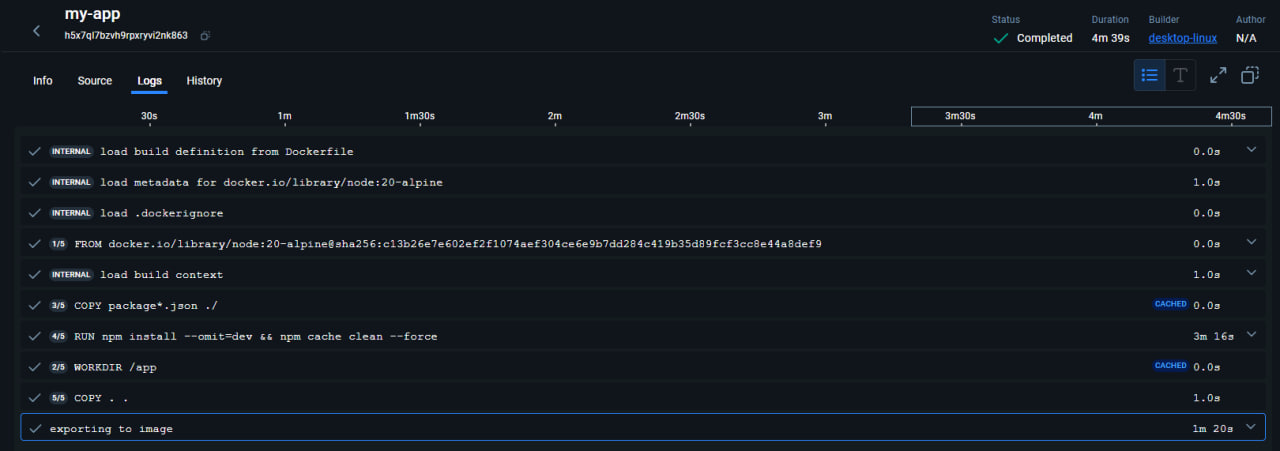 my-app
h5x7ql7bzvh9rpxryvi2nk863
Status Duration Builder Author
Completed 4m 39s desktop-linux N/A
Info Source Logs History
30s 1m 1m30s 2m 2m30s 3m 3m30s 4m 4m30s
INTERNAL load build definition from Dockerfile 0.0s
INTERNAL load metadata for docker.io/library/node:20-alpine 1.0s
INTERNAL load .dockerignore 0.0s
1/5 FROM docker.io/library/node:20-alpine@sha256:c13b26e7e602ef2f1074aef304ce6e9b7dd284c419b35d89fcf3cc8e44a8def9 0.0s
INTERNAL load build context 1.0s
3/5 COPY package*.json ./ CACHED 0.0s
4/5 RUN npm install --omit=dev && npm cache clean --force 3m 16s
2/5 WORKDIR /app CACHED 0.0s
5/5 COPY . . 1.0s
exporting to image 1m 20s